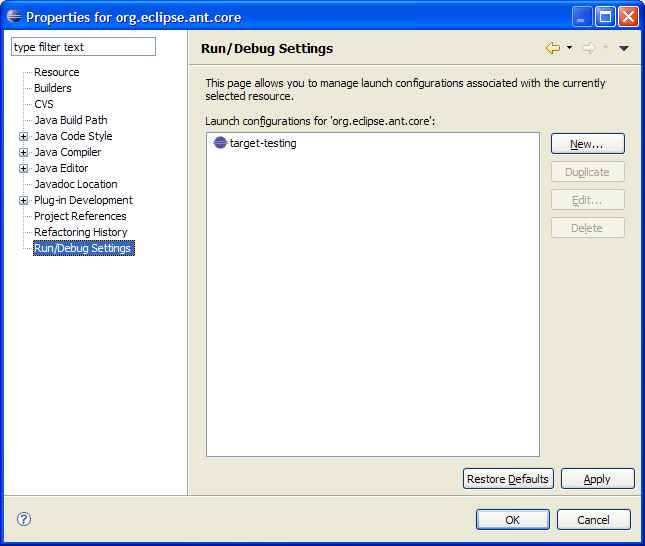 Properties for org.eclipse.ant.core
type filter text
Resource
Builders
CVS
Java Build Path
Java Code Style
Java Compiler
Java Editor
Javadoc Location
Plug-in Development
Project References
Refactoring History
Run/Debug Settings
Run/Debug Settings
This page allows you to manage launch configurations associated with the currently
selected resource.
Launch configurations for 'org.eclipse.ant.core':
target-testing
New...
Duplicate
Edit...
Delete
Restore Defaults
Apply
OK
Cancel